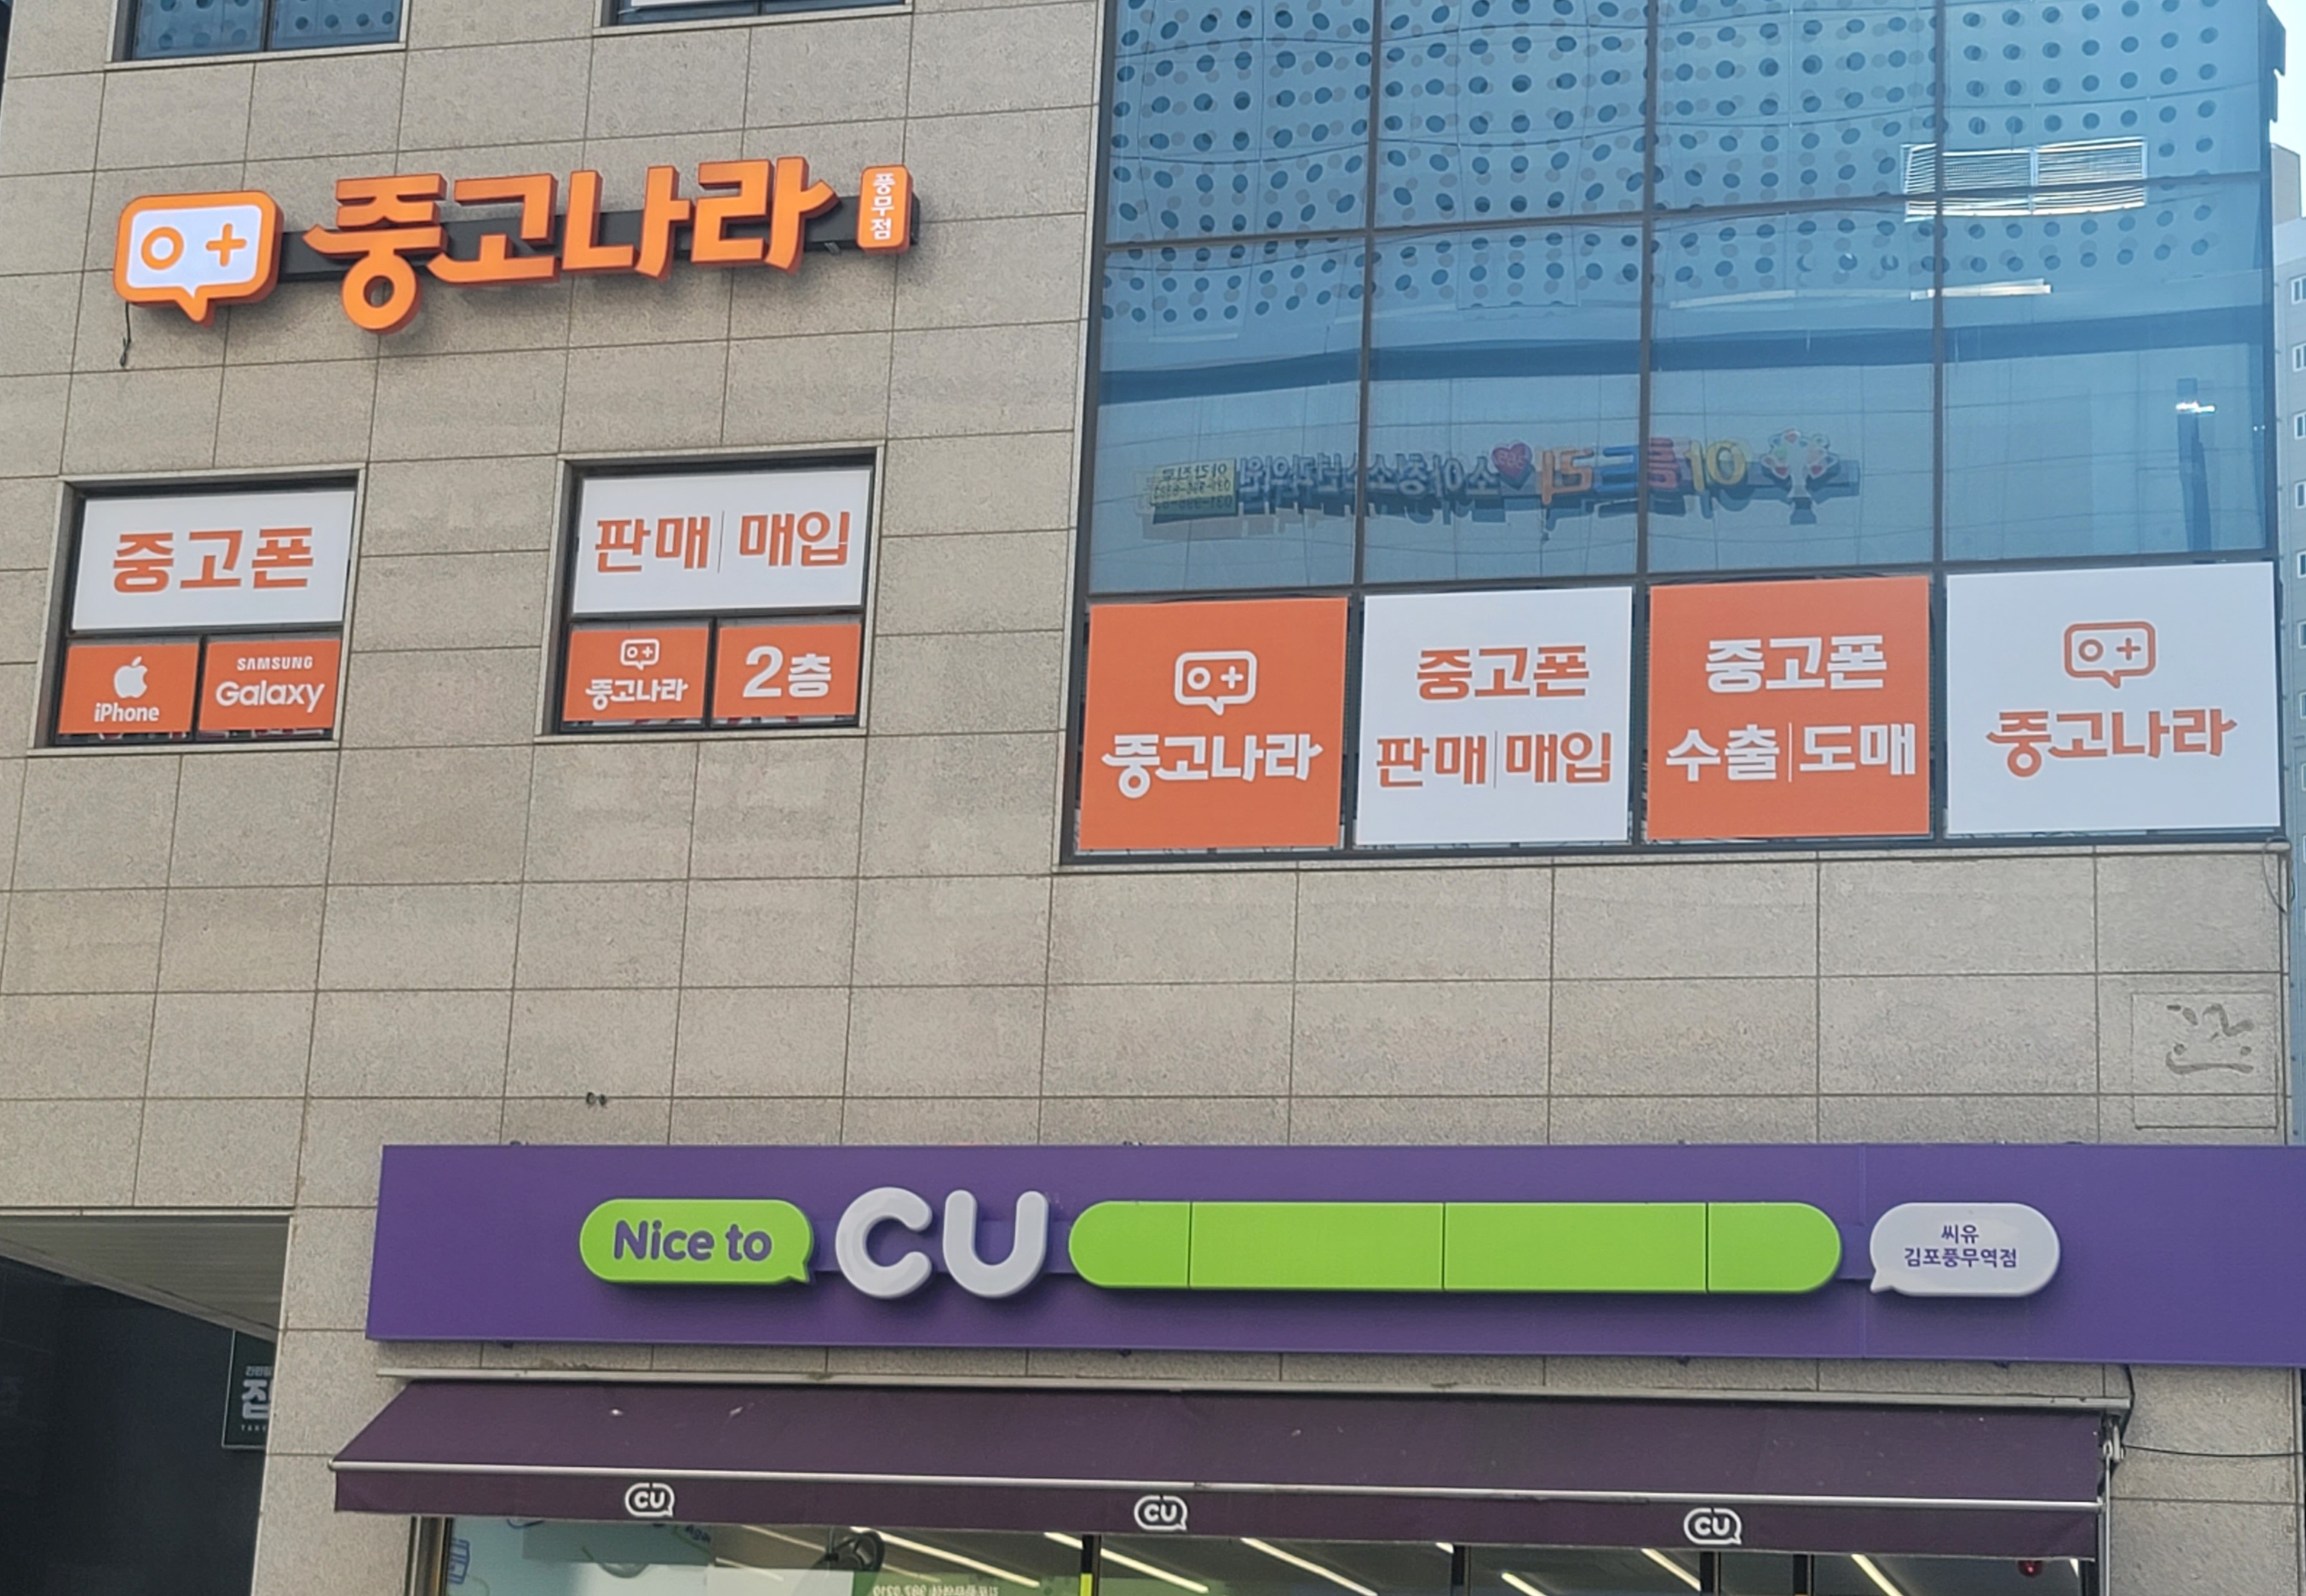 중고나라
풍무점
중고폰
판매|매입
iPhone
SAMSUNG
Galaxy
중고나라
2층
중고나라
중고폰
판매|매입
중고폰
수출|도매
중고나라
Nice to
CU
씨유
김포풍무역점
CU
CU
CU